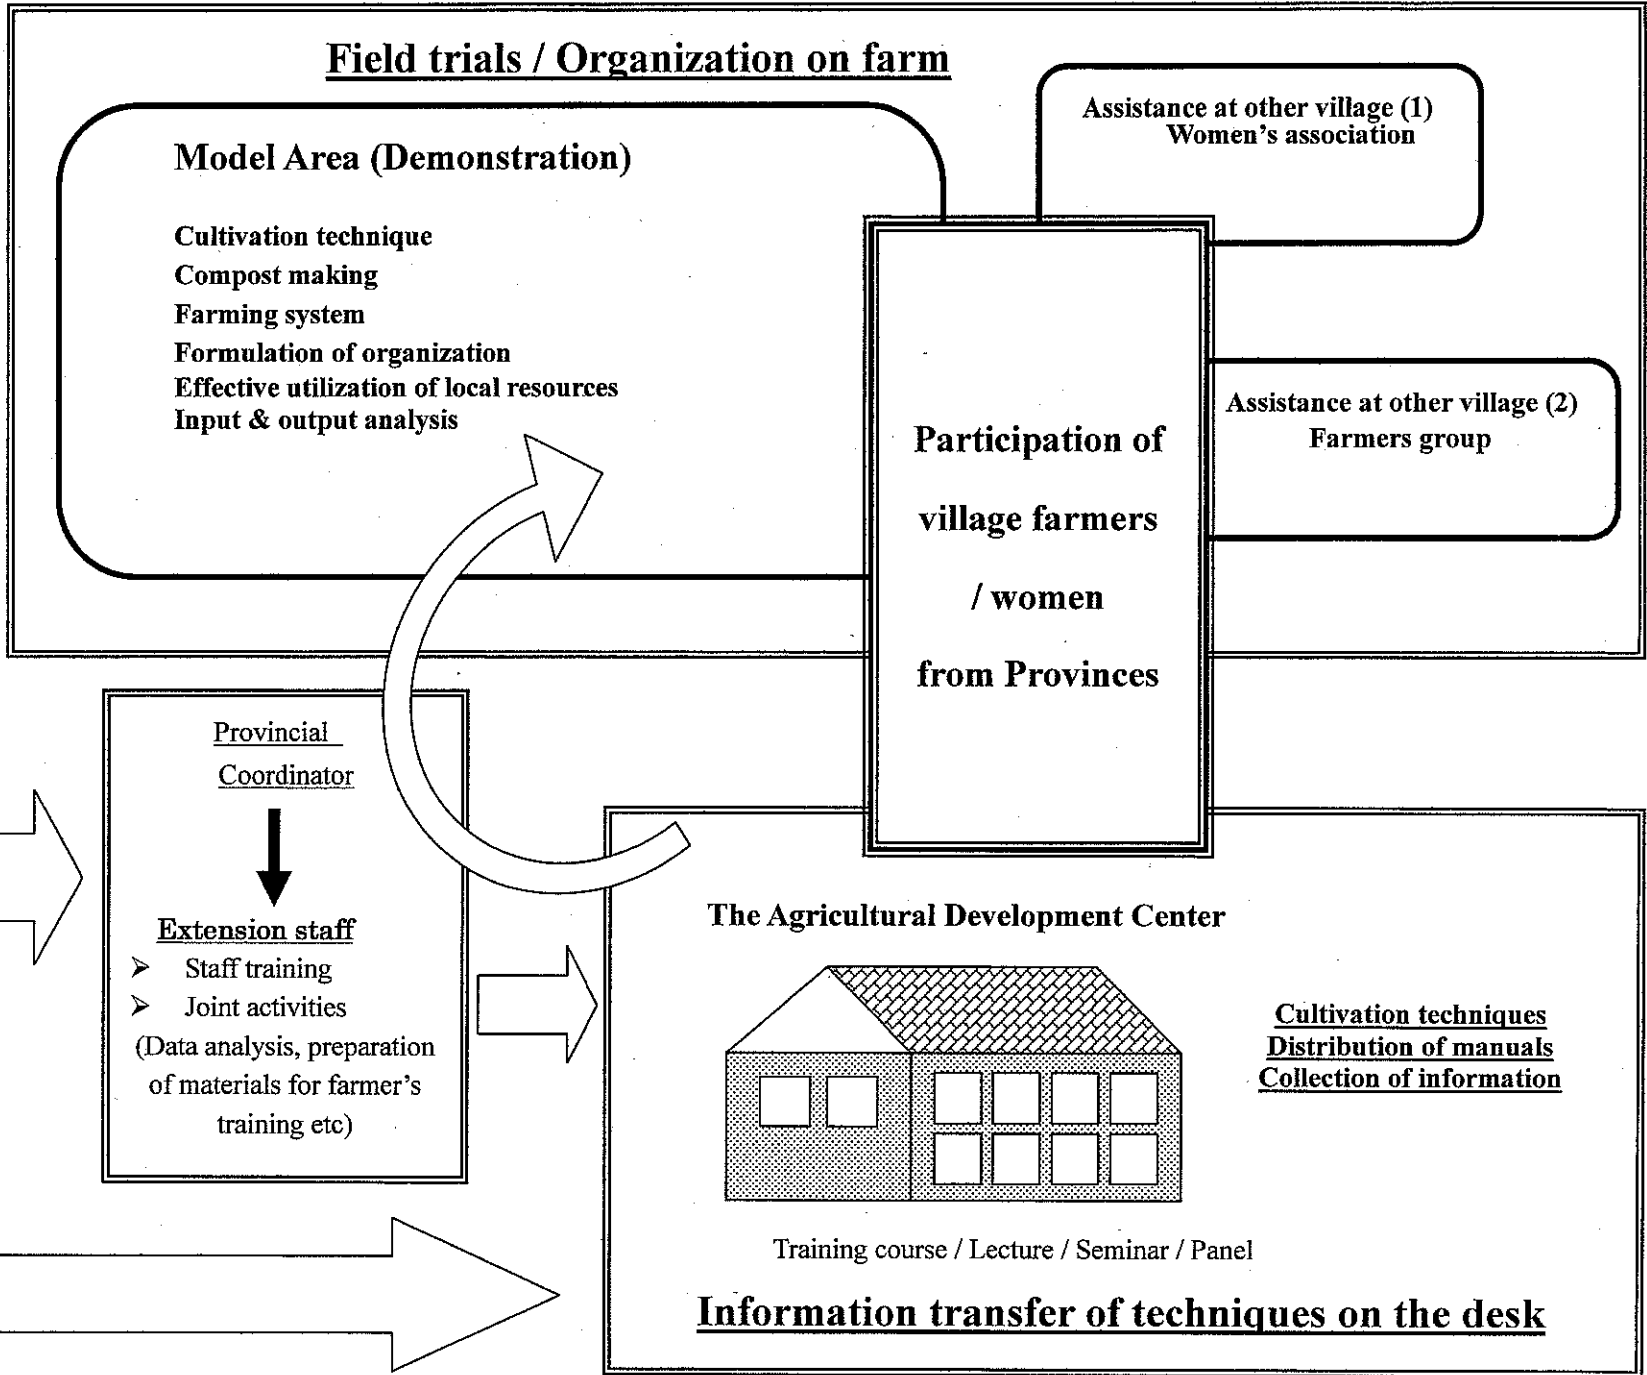 Field trials / Organization on farm
Model Area (Demonstration)
Cultivation technique
Compost making
Farming system
Formulation of organization
Effective utilization of local resources
Input & output analysis
Assistance at other village (1)
Women's association
Assistance at other village (2)
Farmers group
Participation of
village farmers
/ women
from Provinces
Provincial
Coordinator
Extension staff
➢ Staff training
➢ Joint activities
(Data analysis, preparation
of materials for farmer's
training etc)
The Agricultural Development Center
Cultivation techniques
Distribution of manuals
Collection of information
Training course / Lecture / Seminar / Panel
Information transfer of techniques on the desk